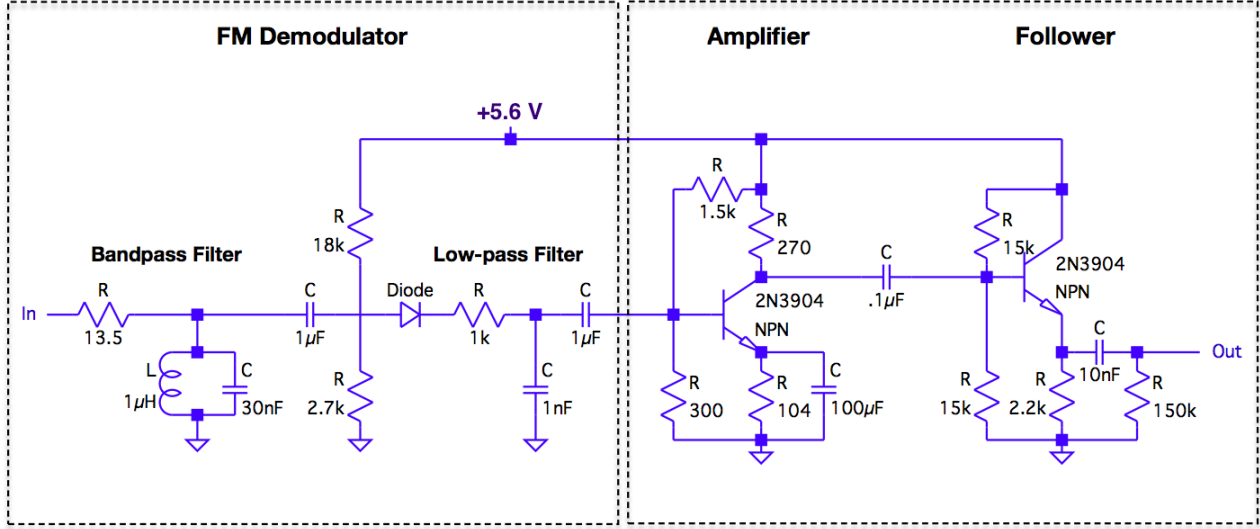 FM Demodulator
Amplifier
Follower
+5.6 V
R
1.5k
R
18k
R
270
R
15k
Bandpass Filter
Low-pass Filter
2N3904
NPN
In
R
13.5
C
1µF
Diode
R
1k
C
1µF
2N3904
NPN
C
.1µF
L
1µH
C
30nF
R
2.7k
C
1nF
R
300
R
104
C
100µF
R
15k
R
2.2k
C
10nF
R
150k
Out